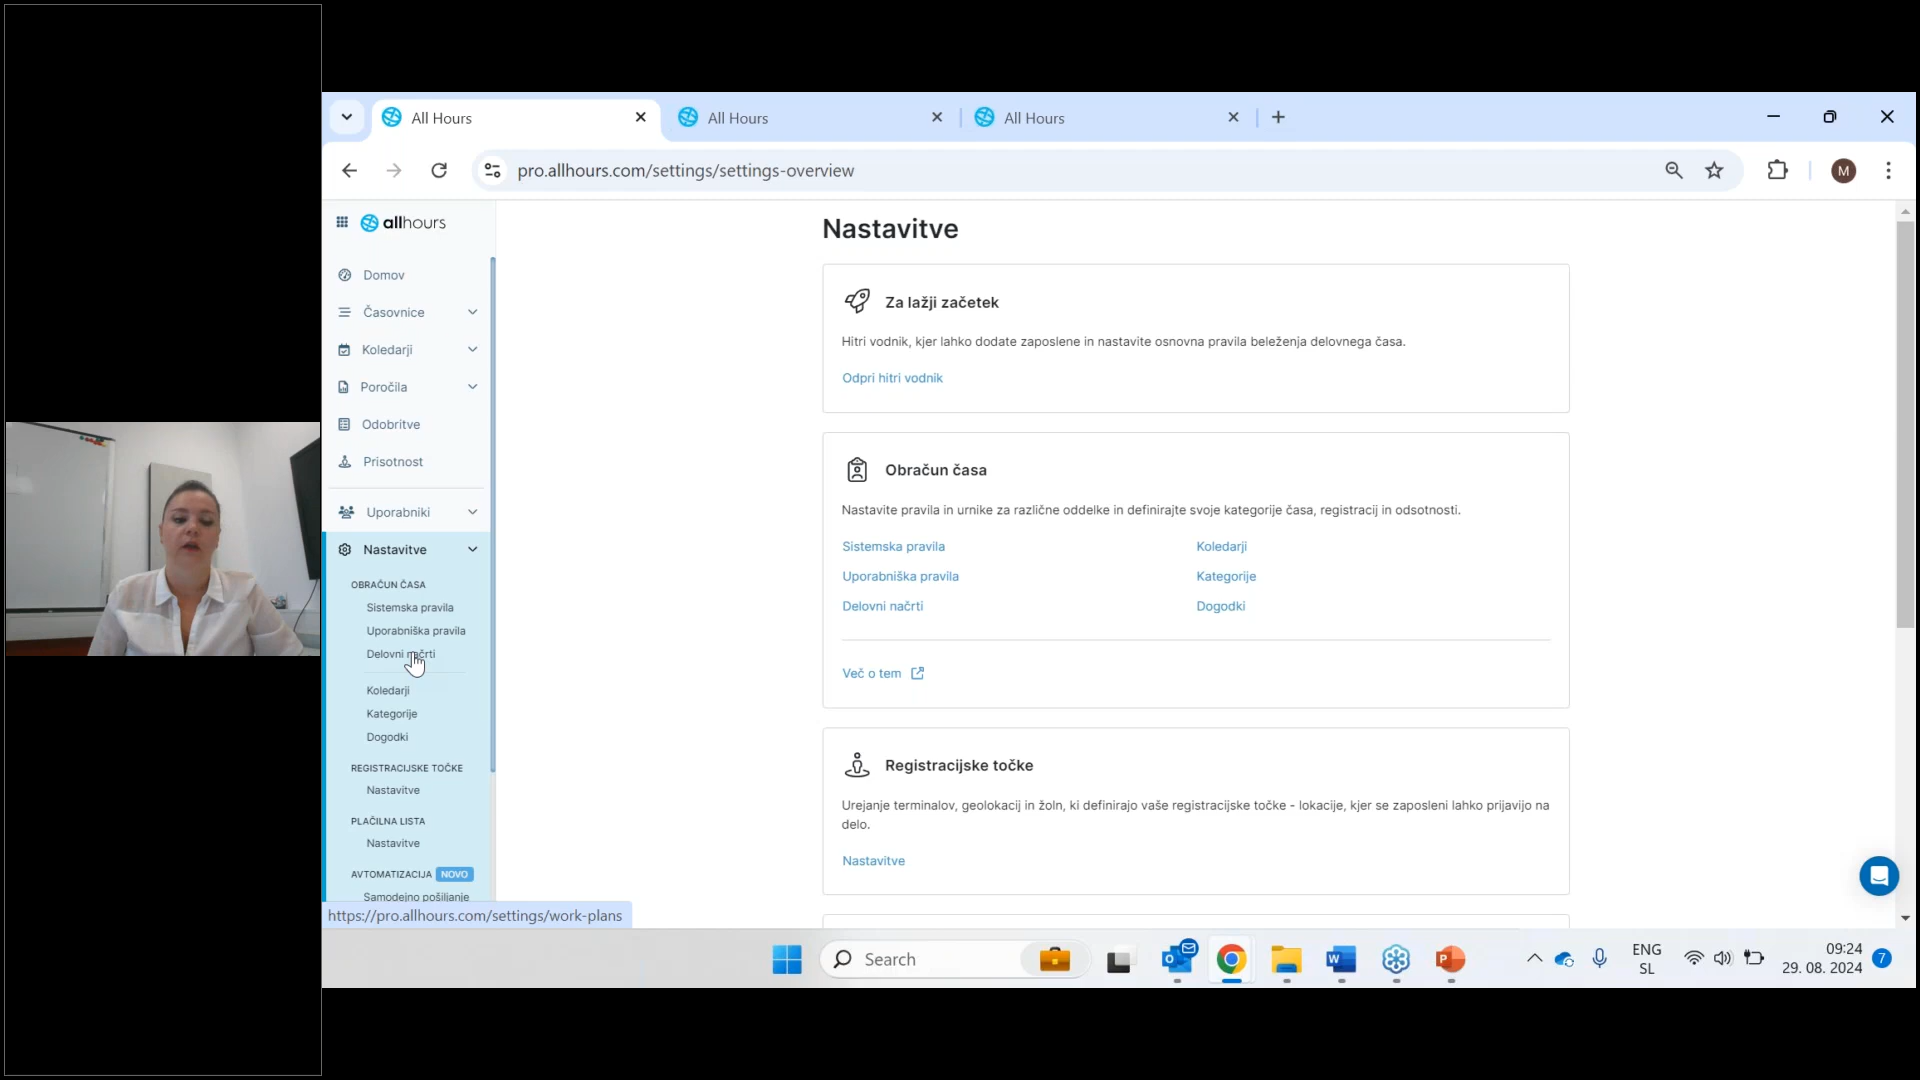 All Hours
All Hours
All Hours
pro.allhours.com/settings/settings-overview
M
allhours
Domov
Časovnice
Koledarji
Poročila
Odobritve
Prisotnost
Uporabniki
Nastavitve
OBRAČUN ČASA
Sistemska pravila
Uporabniška pravila
Delovni načrti
Koledarji
Kategorije
Dogodki
REGISTRACIJSKE TOČKE
Nastavitve
PLAČILNA LISTA
Nastavitve
AVTOMATIZACIJA NOVO
Samodejno pošiljanje
https://pro.allhours.com/settings/work-plans
Nastavitve
Za lažji začetek
Hitri vodnik, kjer lahko dodate zaposlene in nastavite osnovna pravila beleženja delovnega časa.
Odpri hitri vodnik
Obračun časa
Nastavite pravila in urnike za različne oddelke in definirajte svoje kategorije časa, registracij in odsotnosti.
Sistemska pravila
Koledarji
Uporabniška pravila
Kategorije
Delovni načrti
Dogodki
Več o tem
Registracijske točke
Urejanje terminalov, geolokacij in žoln, ki definirajo vaše registracijske točke - lokacije, kjer se zaposleni lahko prijavijo na
delo.
Nastavitve
Search
ENG
SL
09:24
29. 08. 2024
7